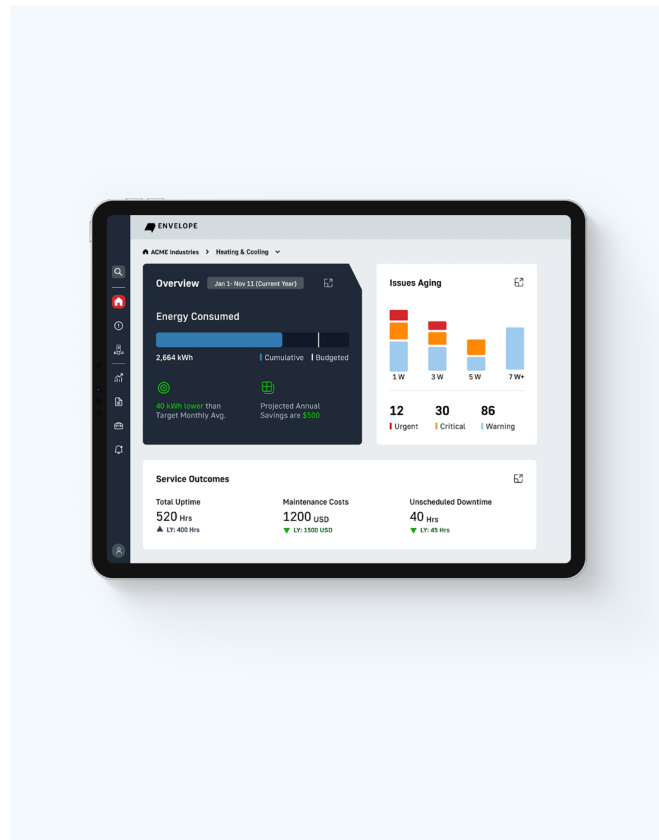 ENVELOPE
ACME Industries > Heating & Cooling
Overview
Jan 1- Nov 11 (Current Year)
Energy Consumed
2,664 kWh
Cumulative
Budgeted
40 kWh lower than
Target Monthly Avg.
Projected Annual
Savings are $500
Issues Aging
1 W
3 W
5 W
7 W+
12
Urgent
30
Critical
86
Warning
Service Outcomes
Total Uptime
520 Hrs
LY: 400 Hrs
Maintenance Costs
1200 USD
LY: 1500 USD
Unscheduled Downtime
40 Hrs
LY: 45 Hrs